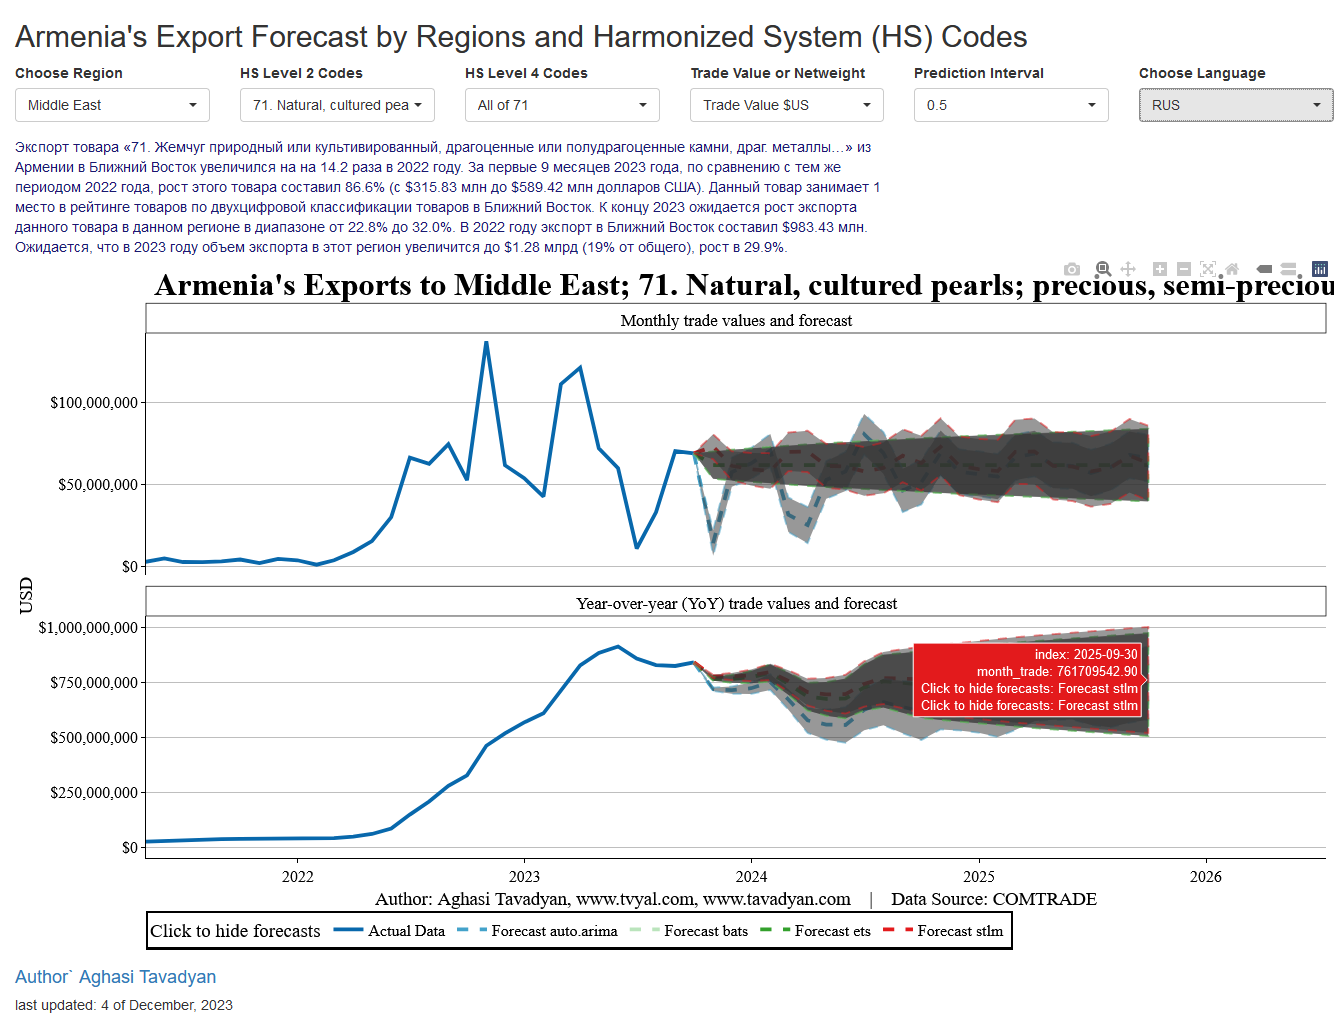 Armenia's Export Forecast by Regions and Harmonized System (HS) Codes
Choose Region
HS Level 2 Codes
HS Level 4 Codes
Trade Value or Netweight
Prediction Interval
Choose Language
Middle East
71. Natural, cultured pea
All of 71
Trade Value $US
0.5
RUS
Экспорт товара «71. Жемчуг природный или культивированный, драгоценные или полудрагоценные камни, драг. металлы...» из
Армении в Ближний Восток увеличился на на 14.2 раза в 2022 году. За первые 9 месяцев 2023 года, по сравнению с тем же
периодом 2022 года, рост этого товара составил 86.6% (с $315.83 млн до $589.42 млн долларов США). Данный товар занимает 1
место в рейтинге товаров по двухцифровой классификации товаров в Ближний Восток. К концу 2023 ожидается рост экспорта
данного товара в данном регионе в диапазоне от 22.8% до 32.0%. В 2022 году экспорт в Ближний Восток составил $983.43 млн.
Ожидается, что в 2023 году объем экспорта в этот регион увеличится до $1.28 млрд (19% от общего), рост в 29.9%.
Armenia's Exports to Middle East; 71. Natural, cultured pearls; precious, semi-preciou
Monthly trade values and forecast
$100,000,000
$50,000,000
$0
USD
Year-over-year (YoY) trade values and forecast
$1,000,000,000
$750,000,000
$500,000,000
$250,000,000
$0
index: 2025-09-30
month_trade: 761709542.90
Click to hide forecasts: Forecast stlm
Click to hide forecasts: Forecast stlm
2022
2023
2024
2025
2026
Author: Aghasi Tavadyan, www.tvyal.com, www.tavadyan.com | Data Source: COMTRADE
Click to hide forecasts
Actual Data
Forecast auto.arima
Forecast bats
Forecast ets
Forecast stlm
Author` Aghasi Tavadyan
last updated: 4 of December, 2023